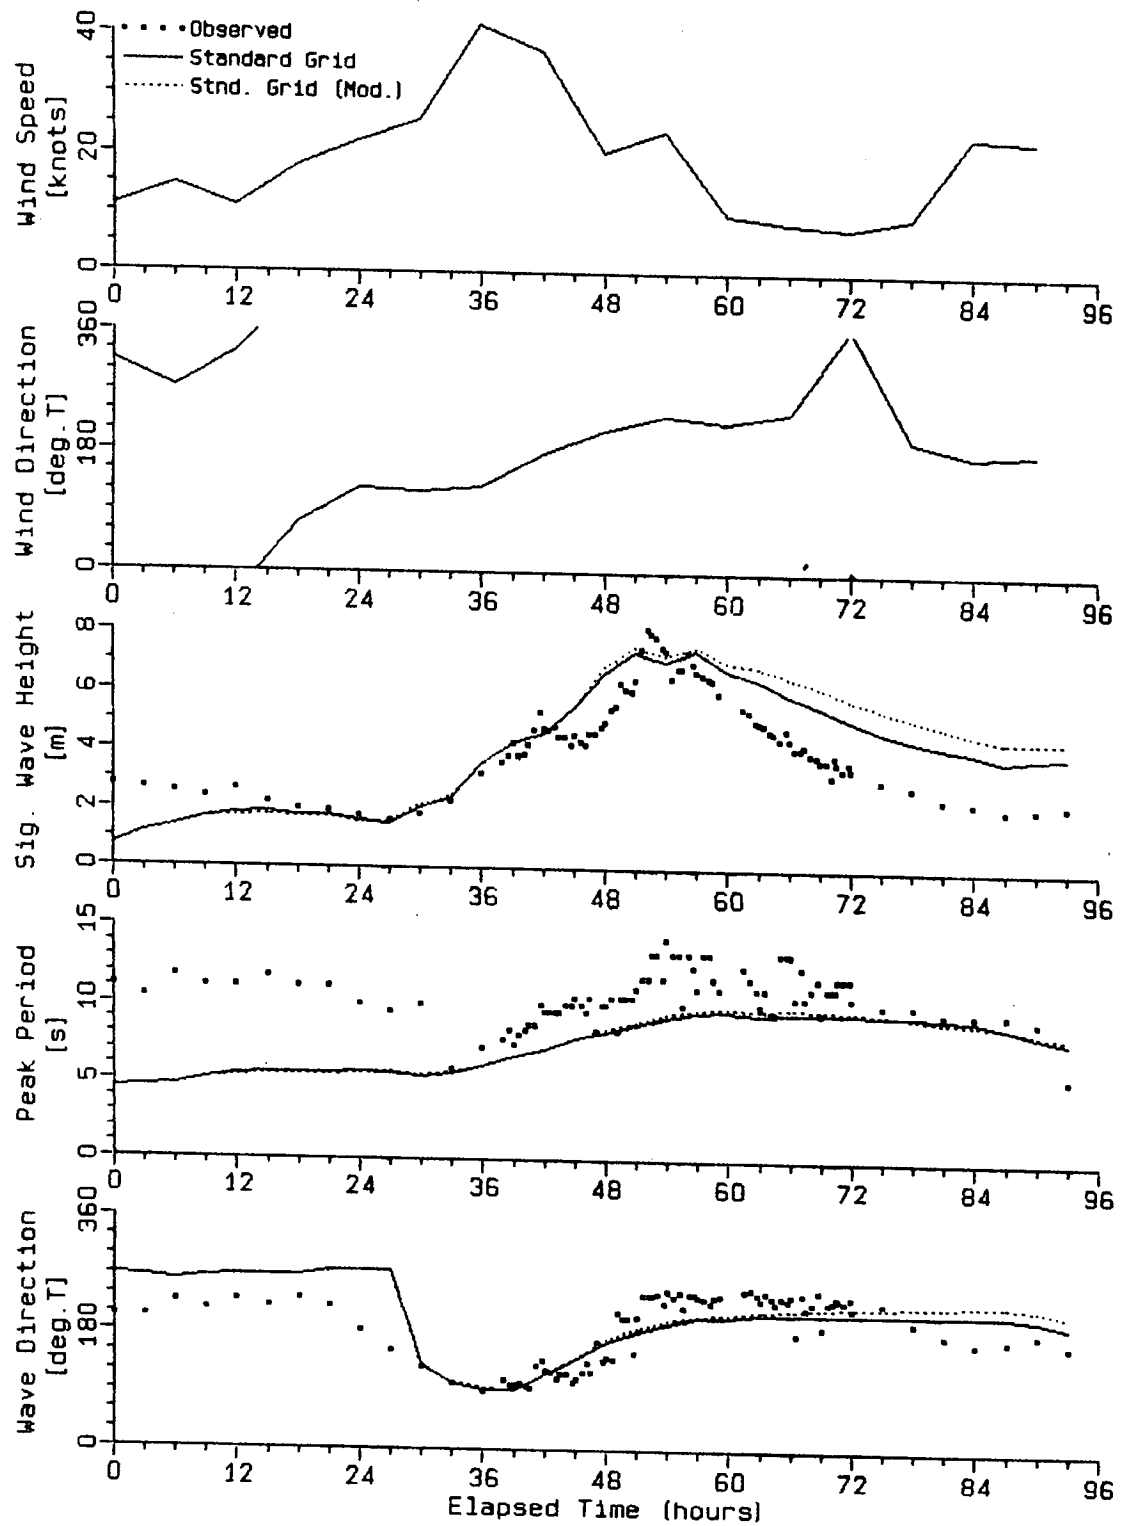 Observed
Standard Grid
Stnd. Grid (Mod.)
Wind Speed
[knots]
40
20
0
0 12 24 36 48 60 72 84 96
Wind Direction
[deg.T]
360
180
0
0 12 24 36 48 60 72 84 96
Sig. Wave Height
[m]
8
6
4
2
0
0 12 24 36 48 60 72 84 96
Peak Period
[s]
15
10
5
0
0 12 24 36 48 60 72 84 96
Wave Direction
[deg.T]
360
180
0
0 12 24 36 48 60 72 84 96
Elapsed Time (hours)